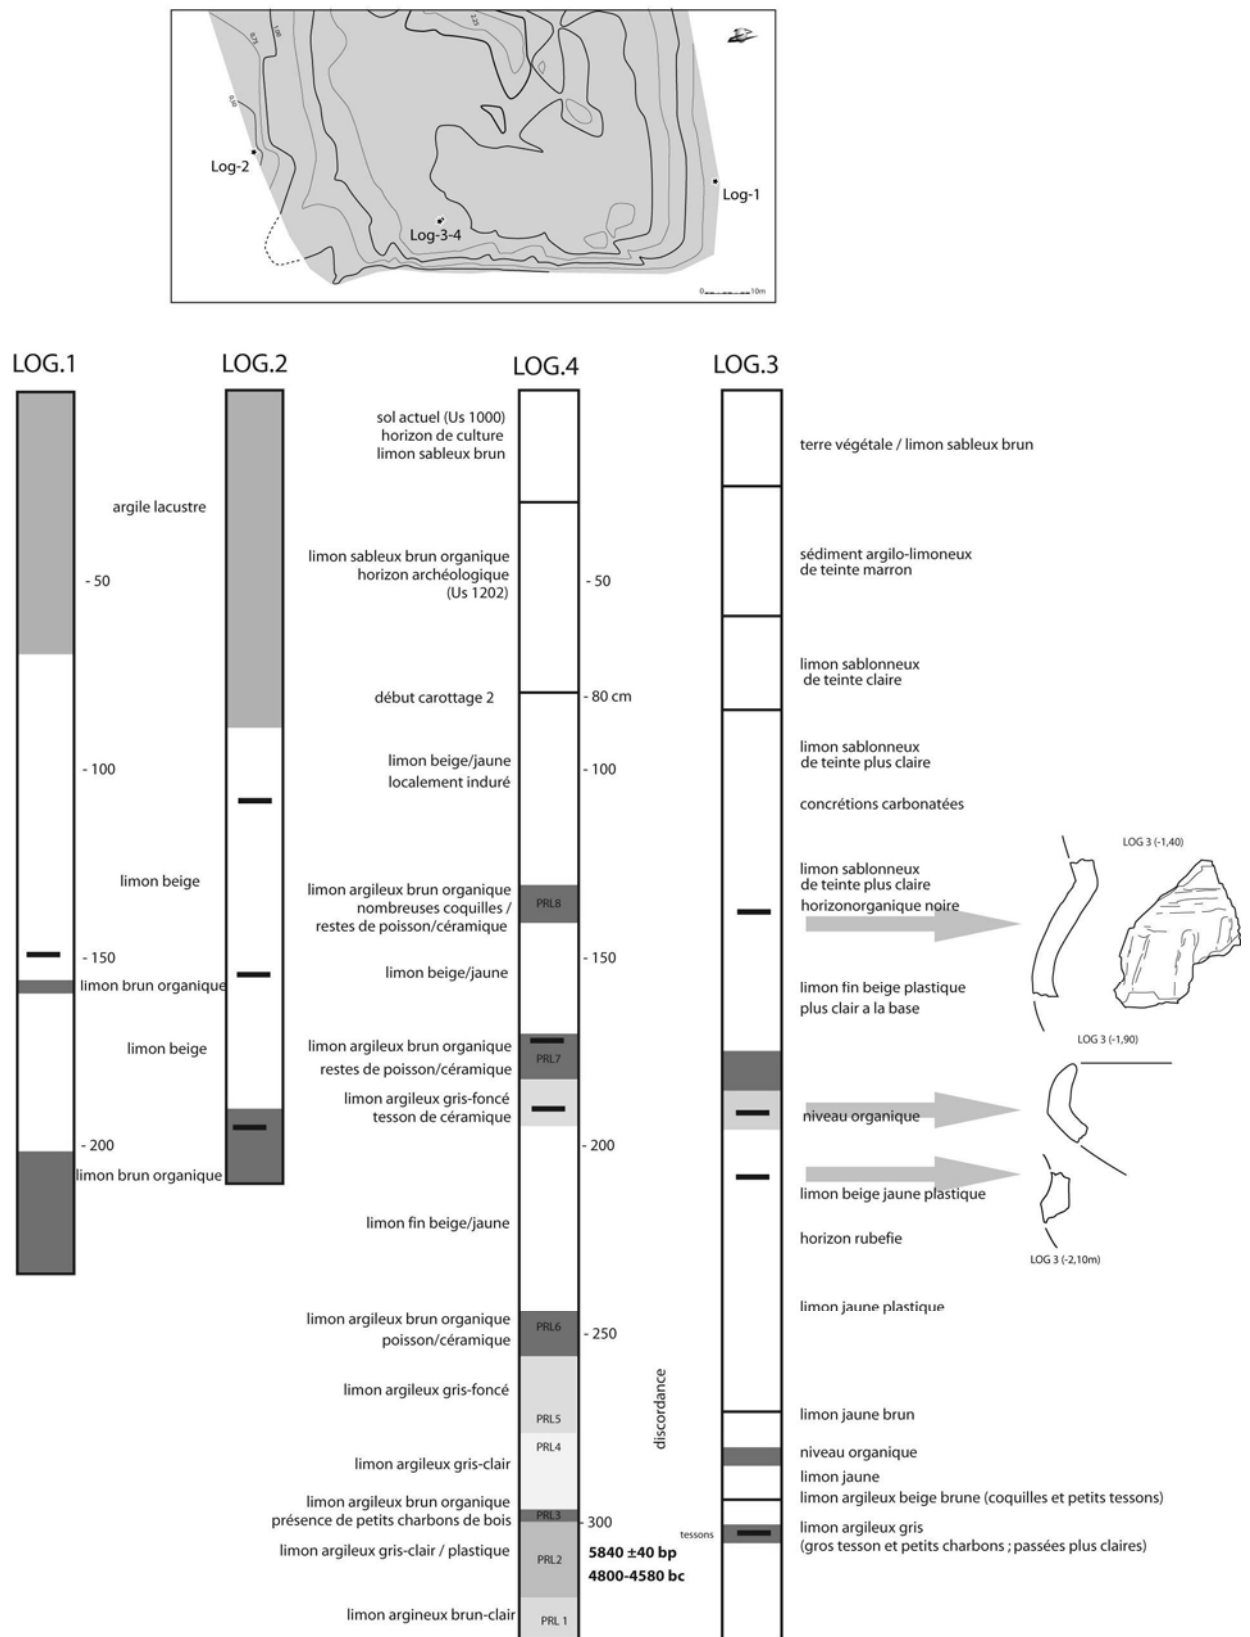 0,50
0,75
1,00
2,25
Log-2
Log-3-4
Log-1
0
10m
LOG.1
LOG.2
LOG.4
LOG.3
argile lacustre
- 50
- 100
limon beige
- 150
limon brun organique
limon beige
- 200
limon brun organique
sol actuel (Us 1000)
horizon de culture
limon sableux brun
limon sableux brun organique
horizon archéologique
(Us 1202)
début carottage 2
limon beige/jaune
localement induré
limon argileux brun organique
nombreuses coquilles /
restes de poisson/céramique
limon beige/jaune
limon argileux brun organique
restes de poisson/céramique
limon argileux gris-foncé
tesson de céramique
limon fin beige/jaune
limon argileux brun organique
poisson/céramique
limon argileux gris-foncé
limon argileux gris-clair
limon argileux brun organique
présence de petits charbons de bois
limon argileux gris-clair / plastique
limon argineux brun-clair
PRL8
PRL7
PRL6
PRL5
PRL4
PRL3
PRL2
PRL 1
- 50
- 80 cm
- 100
- 150
- 200
- 250
- 300
5840 ±40 bp
4800-4580 bc
discordance
tessons
terre végétale / limon sableux brun
sédiment argilo-limoneux
de teinte marron
limon sablonneux
de teinte claire
limon sablonneux
de teinte plus claire
concrétions carbonatées
limon sablonneux
de teinte plus claire
horizonorganique noire
limon fin beige plastique
plus clair a la base
niveau organique
limon beige jaune plastique
horizon rubefie
limon jaune plastique
limon jaune brun
niveau organique
limon jaune
limon argileux beige brune (coquilles et petits tessons)
limon argileux gris
(gros tesson et petits charbons ; passées plus claires)
LOG 3 (-1,40)
LOG 3 (-1,90)
LOG 3 (-2,10m)